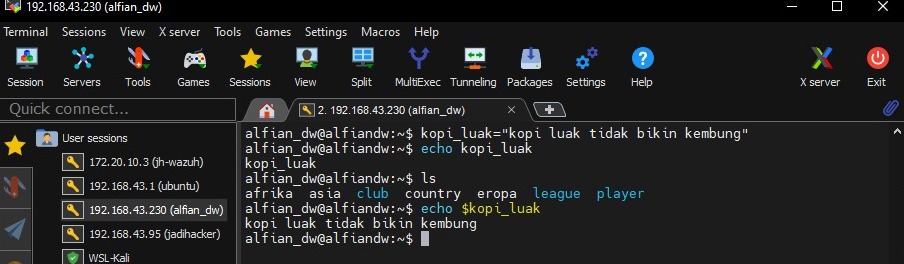 192.168.43.230 (alfian_dw)
Terminal Sessions View X server Tools Games Settings Macros Help
Session Servers Tools Games Sessions View Split MultiExec Tunneling Packages Settings Help X server Exit
Quick connect...
2. 192.168.43.230 (alfian_dw)
User sessions
172.20.10.3 (jh-wazuh)
192.168.43.1 (ubuntu)
192.168.43.230 (alfian_dw)
192.168.43.95 (jadihacker)
WSL-Kali
alfian_dw@alfiandw:~$ kopi_luak="kopi luak tidak bikin kembung"
alfian_dw@alfiandw:~$ echo kopi_luak
kopi_luak
alfian_dw@alfiandw:~$ ls
afrika asia club country eropa league player
alfian_dw@alfiandw:~$ echo $kopi_luak
kopi luak tidak bikin kembung
alfian_dw@alfiandw:~$